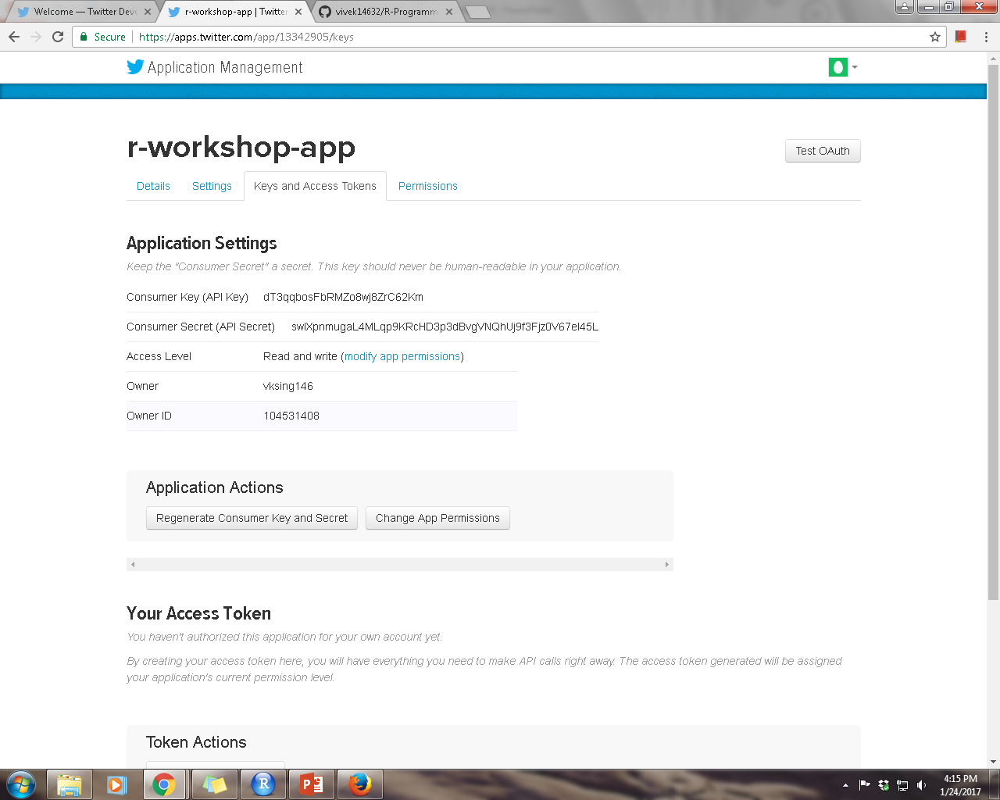 Welcome — Twitter Deve
r-workshop-app | Twitter
vivek14632/R-Programm
Secure
https://apps.twitter.com/app/13342905/keys
Application Management
r-workshop-app
Test OAuth
Details
Settings
Keys and Access Tokens
Permissions
Application Settings
Keep the "Consumer Secret" a secret. This key should never be human-readable in your application.
Consumer Key (API Key) dT3qqbosFbRMZo8wj8ZrC62Km
Consumer Secret (API Secret) swlXpnmugaL4MLqp9KRcHD3p3dBvgVNQhUj9f3Fjz0V67el45L
Access Level Read and write (modify app permissions)
Owner vksing146
Owner ID 104531408
Application Actions
Regenerate Consumer Key and Secret
Change App Permissions
Your Access Token
You haven't authorized this application for your own account yet.
By creating your access token here, you will have everything you need to make API calls right away. The access token generated will be assigned
your application's current permission level.
Token Actions
4:15 PM
1/24/2017